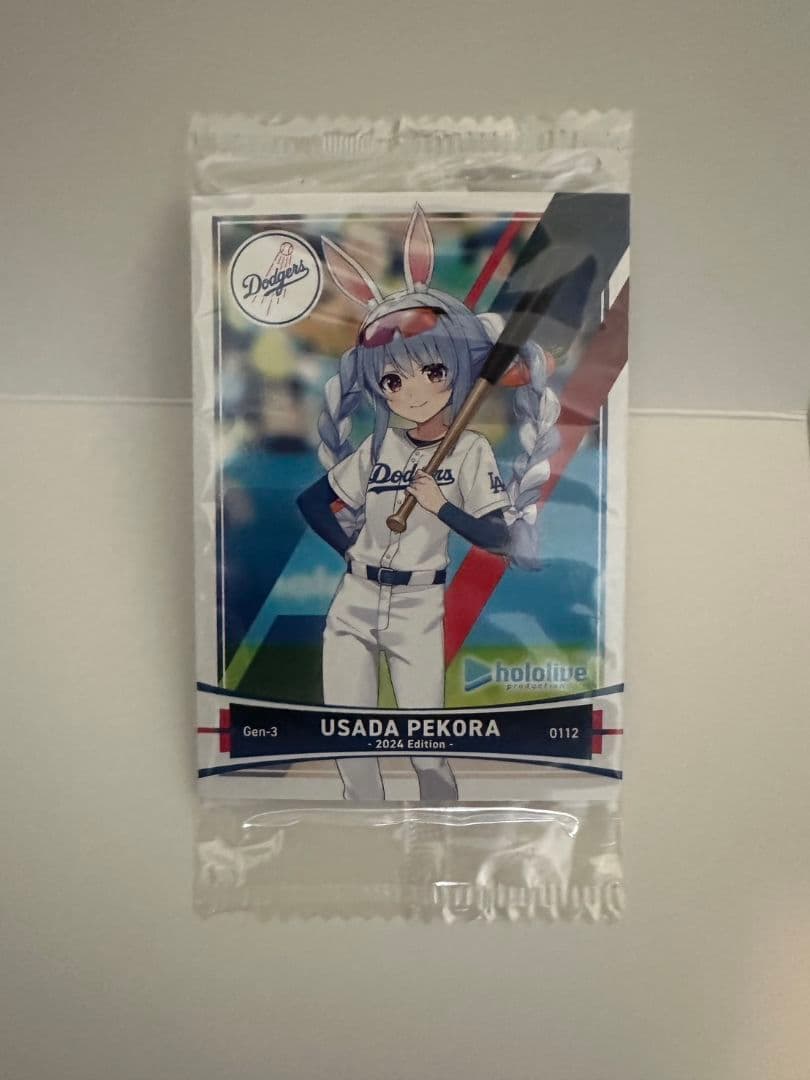 Dodgers
Dodgers
LA
hololive
production
Gen-3
USADA PEKORA
- 2024 Edition -
0112